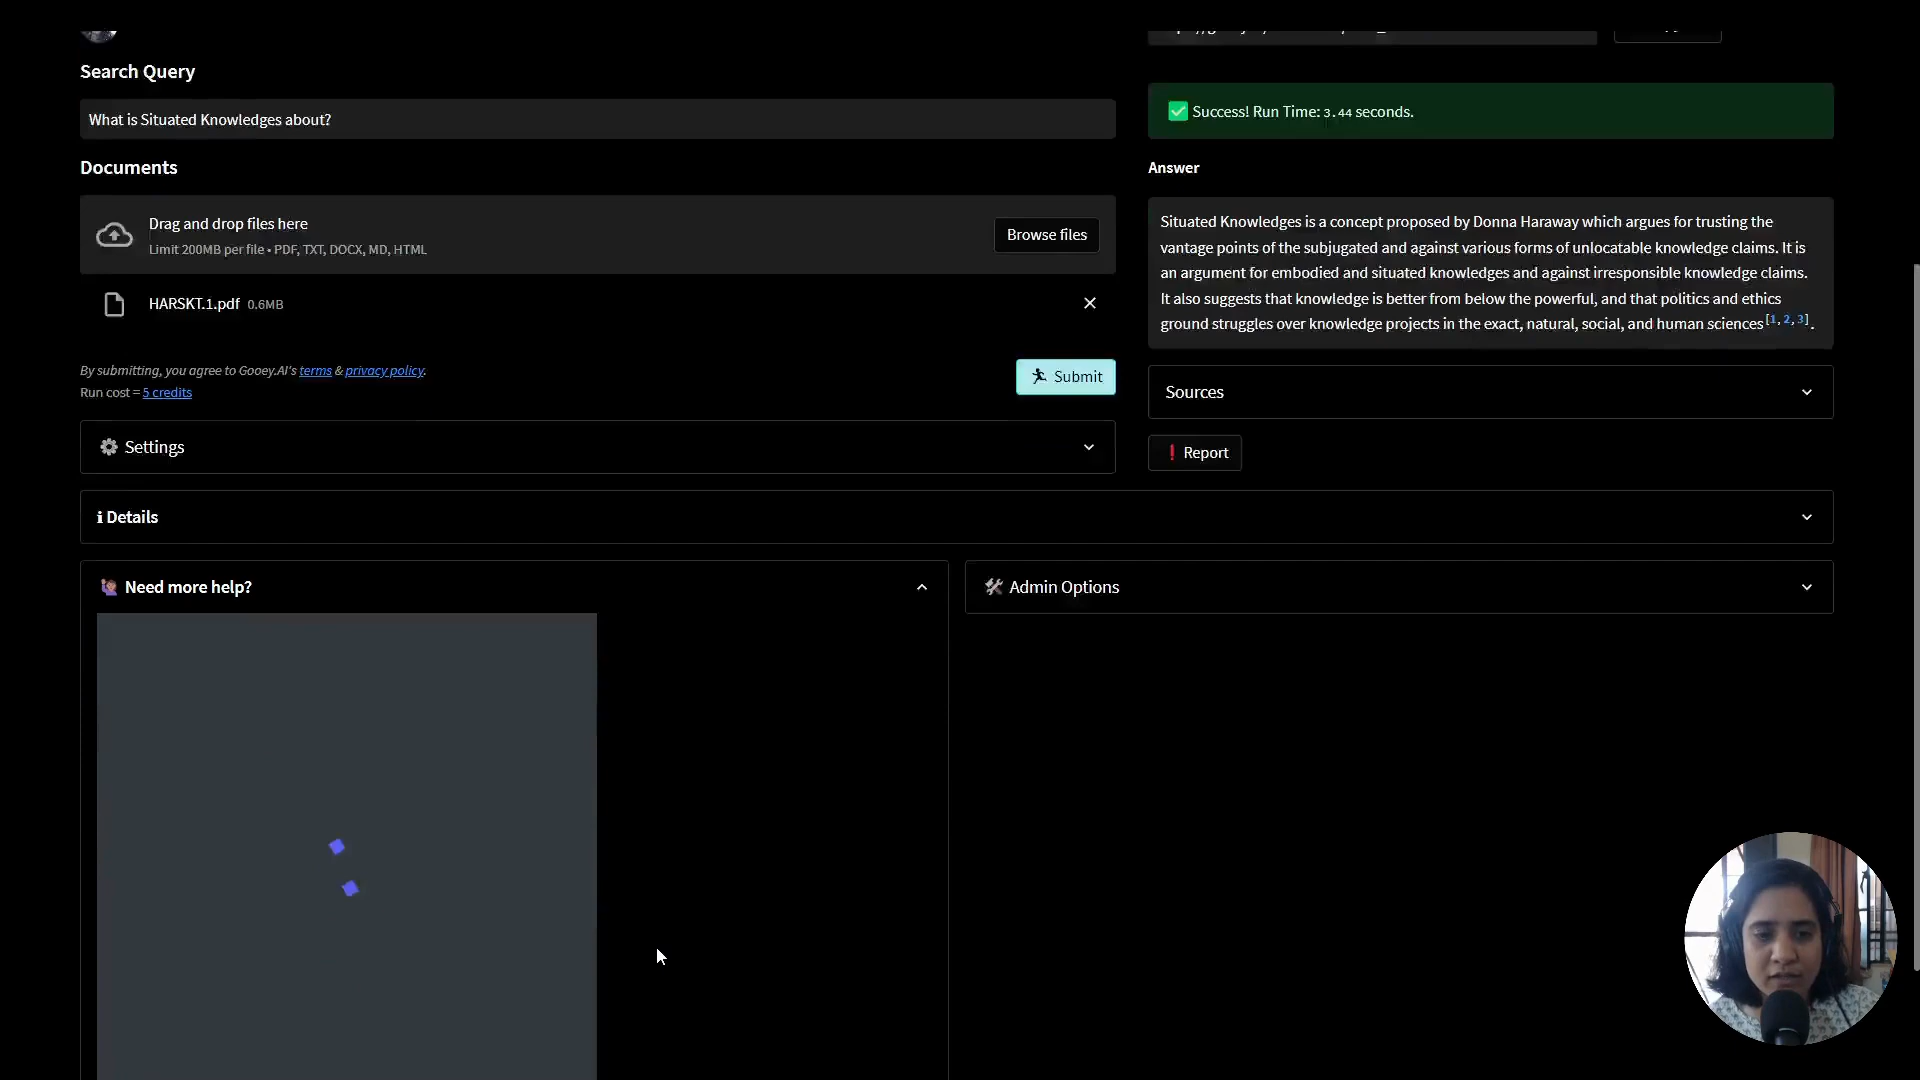 Search Query
What is Situated Knowledges about?
Documents
Drag and drop files here
Limit 200MB per file • PDF, TXT, DOCX, MD, HTML
Browse files
HARSKT.1.pdf 0.6MB
By submitting, you agree to Gooey.AI's terms & privacy policy.
Run cost = 5 credits
Submit
Settings
Success! Run Time: 3.44 seconds.
Answer
Situated Knowledges is a concept proposed by Donna Haraway which argues for trusting the
vantage points of the subjugated and against various forms of unlocatable knowledge claims. It is
an argument for embodied and situated knowledges and against irresponsible knowledge claims.
It also suggests that knowledge is better from below the powerful, and that politics and ethics
ground struggles over knowledge projects in the exact, natural, social, and human sciences[1, 2, 3].
Sources
Report
Details
Need more help?
Admin Options